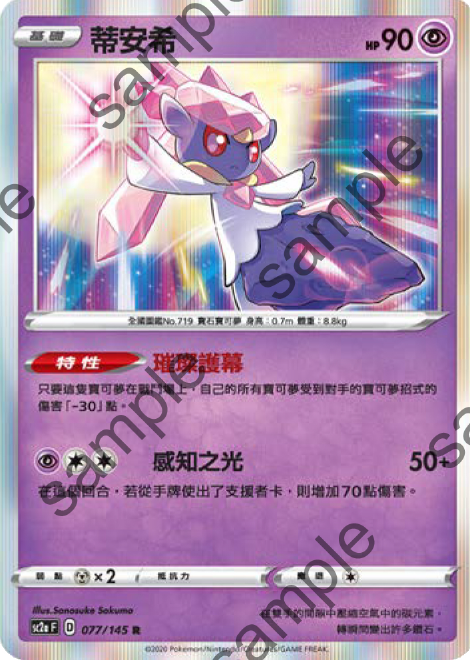 基礎 蒂安希 HP 90
全國圖鑑No.719 寶石寶可夢 身高：0.7m 體重：8.8kg
特性 璀璨護幕
只要這隻寶可夢在戰鬥場上，自己的所有寶可夢受到對手的寶可夢招式的
傷害「-30」點。
感知之光 50+
在這個回合，若從手牌使出了支援者卡，則增加70點傷害。
弱點 ×2 抵抗力 撤退
Illus.Sanosuke Sakuma
sc2a F D 077/145 R
在雙手的間隙中壓縮空氣中的碳元素，
轉瞬間變出許多鑽石。
©2020 Pokémon/Nintendo/Creatures/GAME FREAK.
sample
sample
sample
sample
sample
sample
sample
sample